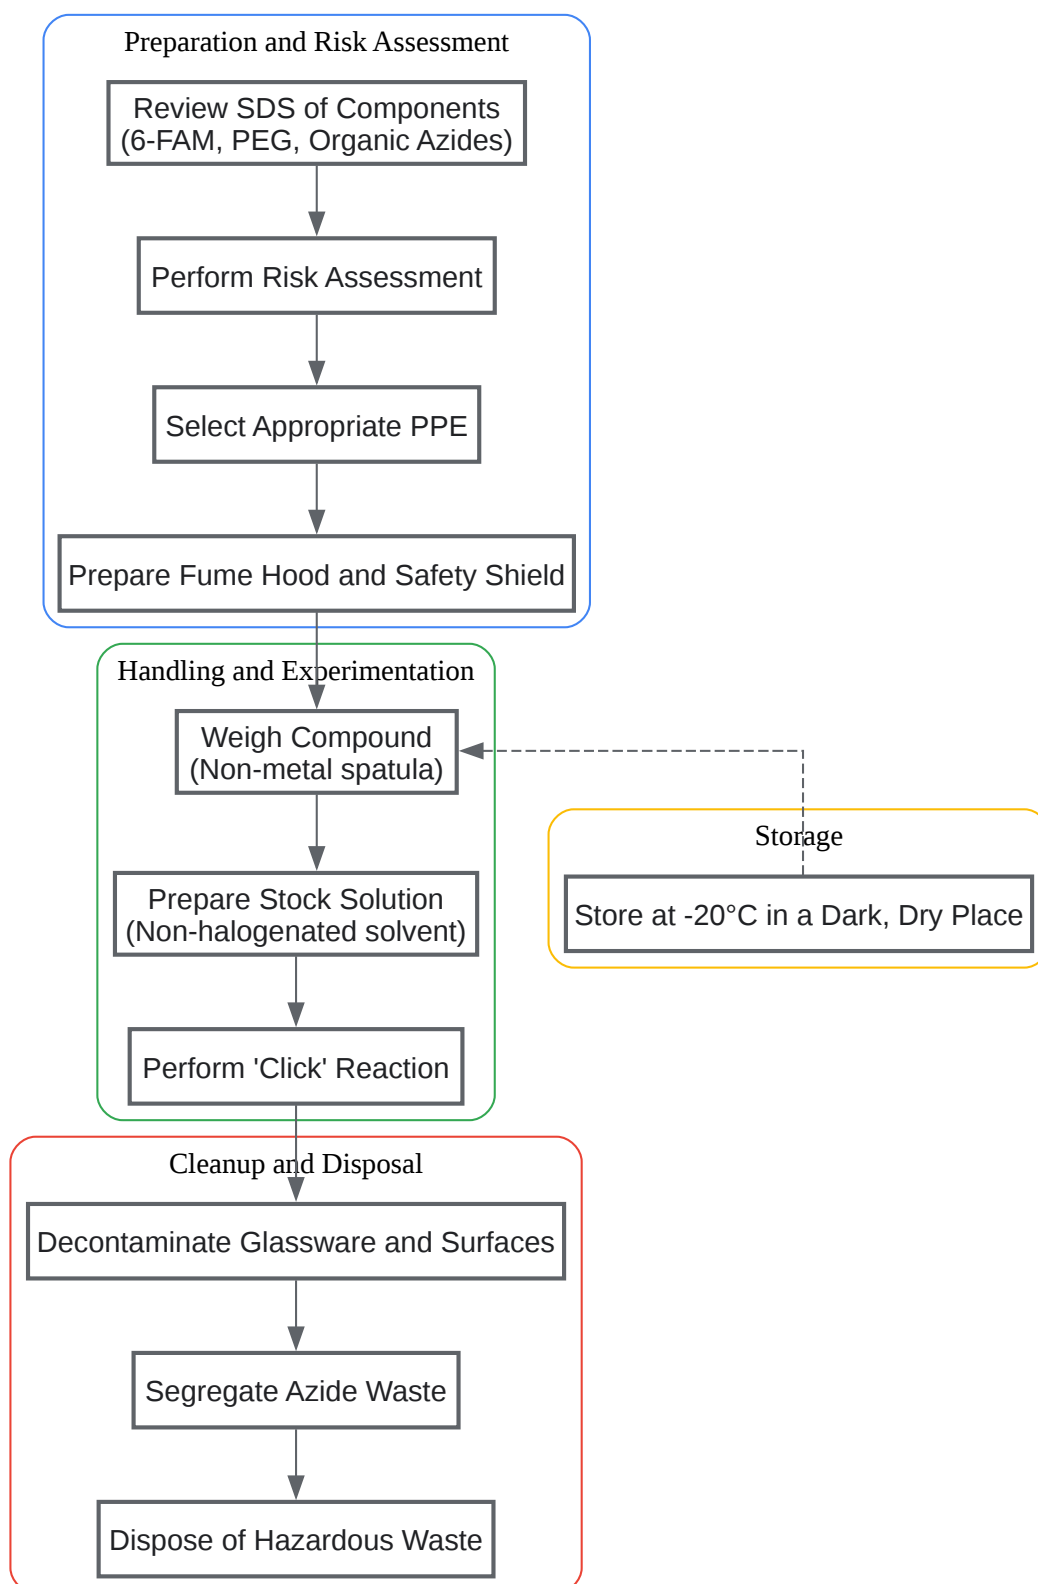 Preparation and Risk Assessment
Review SDS of Components
(6-FAM, PEG, Organic Azides)
Perform Risk Assessment
Select Appropriate PPE
Prepare Fume Hood and Safety Shield
Handling and Experimentation
Weigh Compound
(Non-metal spatula)
Storage
Prepare Stock Solution
(Non-halogenated solvent)
Store at -20°C in a Dark, Dry Place
Perform 'Click' Reaction
Cleanup and Disposal
Decontaminate Glassware and Surfaces
Segregate Azide Waste
Dispose of Hazardous Waste